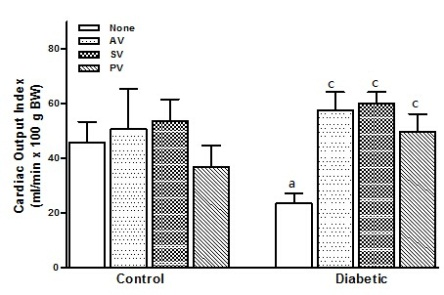 None
AV
SV
PV
Cardiac Output Index
(ml/min x 100 g BW)
80
60
40
20
0
a
c
c
c
Control
Diabetic